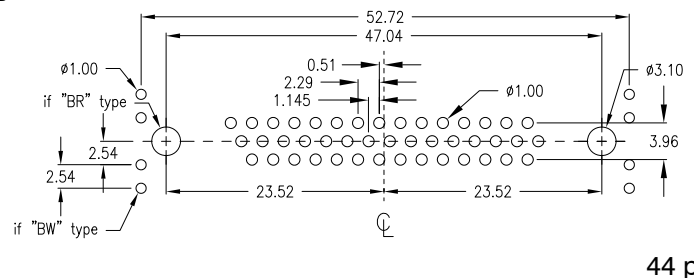 52.72
47.04
0.51
ø1.00
2.29
ø1.00
ø3.10
if "BR" type
1.145
2.54
3.96
2.54
23.52
23.52
if "BW" type
44 p